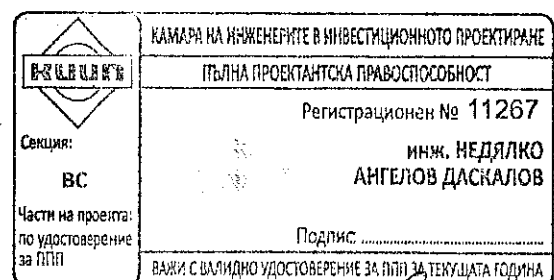 КАМАРА НА ИНЖЕНЕРИТЕ В ИНВЕСТИЦИОННОТО ПРОЕКТИРАНЕ
КИИП
ПЪЛНА ПРОЕКТАНТСКА ПРАВОСПОСОБНОСТ
Регистрационен № 11267
Секция:
ВС
инж. НЕДЯЛКО
АНГЕЛОВ ДАСКАЛОВ
Части на проекта:
по удостоверение
за ППП
Подпис: ........................
ВАЖИ С ВАЛИДНО УДОСТОВЕРЕНИЕ ЗА ППП ЗА ТЕКУЩАТА ГОДИНА